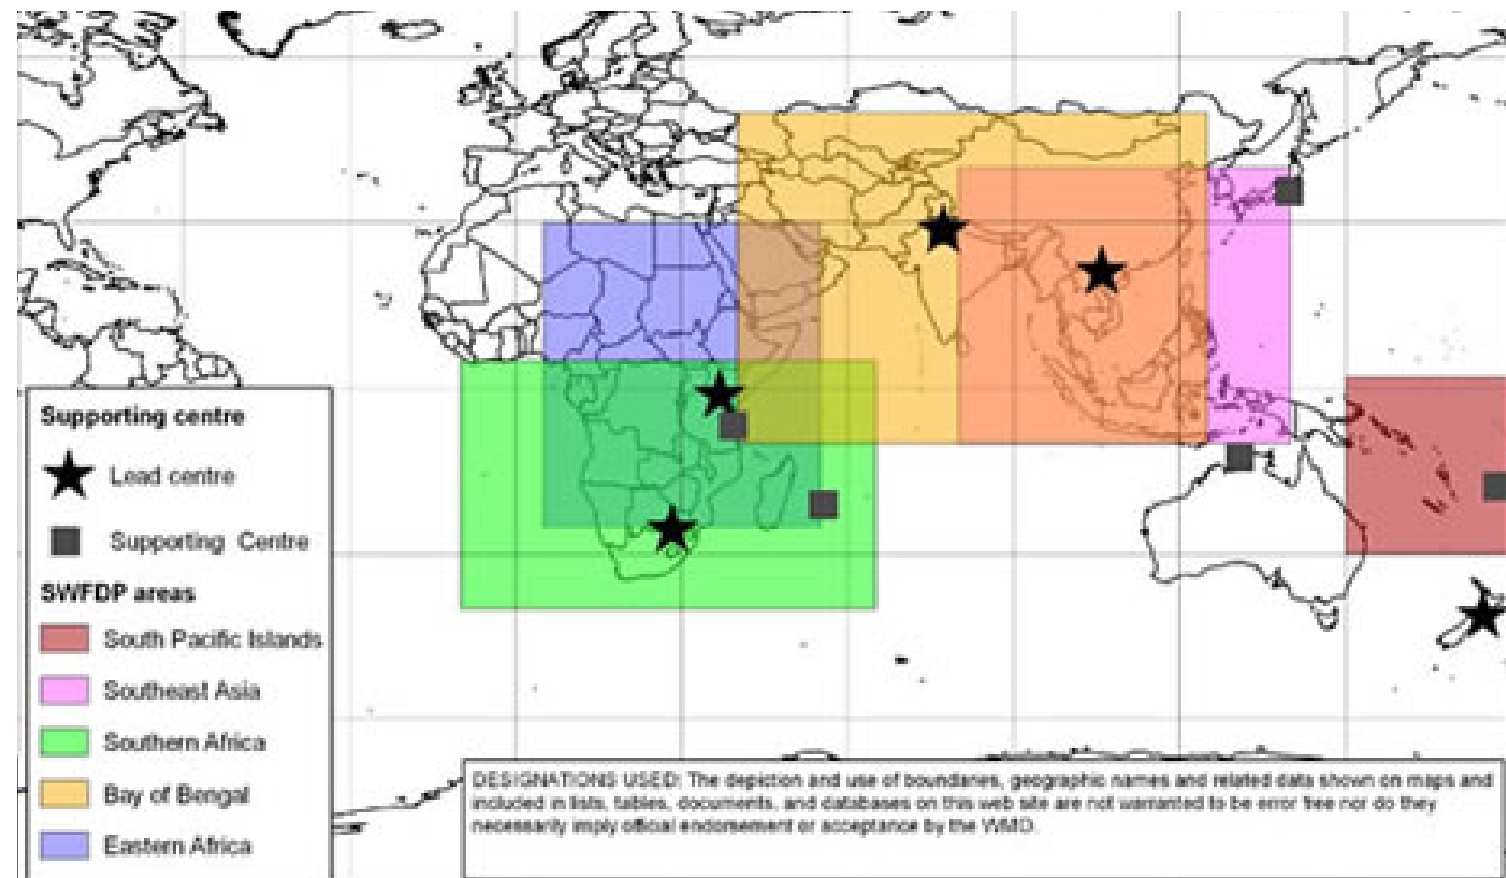 Supporting centre
Lead centre
Supporting Centre
SWFDP areas
South Pacific Islands
Southeast Asia
Southern Africa
Bay of Bengal
Eastern Africa
DESIGNATIONS USED: The depiction and use of boundaries, geographic names and related data shown on maps and
included in lists, tables, documents, and databases on this web site are not warranted to be error free nor do they
necessarily imply official endorsement or acceptance by the WMO.